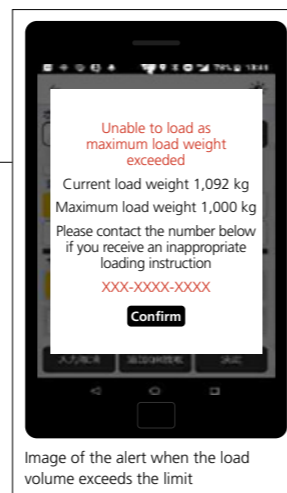 Unable to load as
maximum load weight
exceeded
Current load weight 1,092 kg
Maximum load weight 1,000 kg
Please contact the number below
if you receive an inappropriate
loading instruction
XXX-XXXX-XXXX
Confirm
Image of the alert when the load
volume exceeds the limit